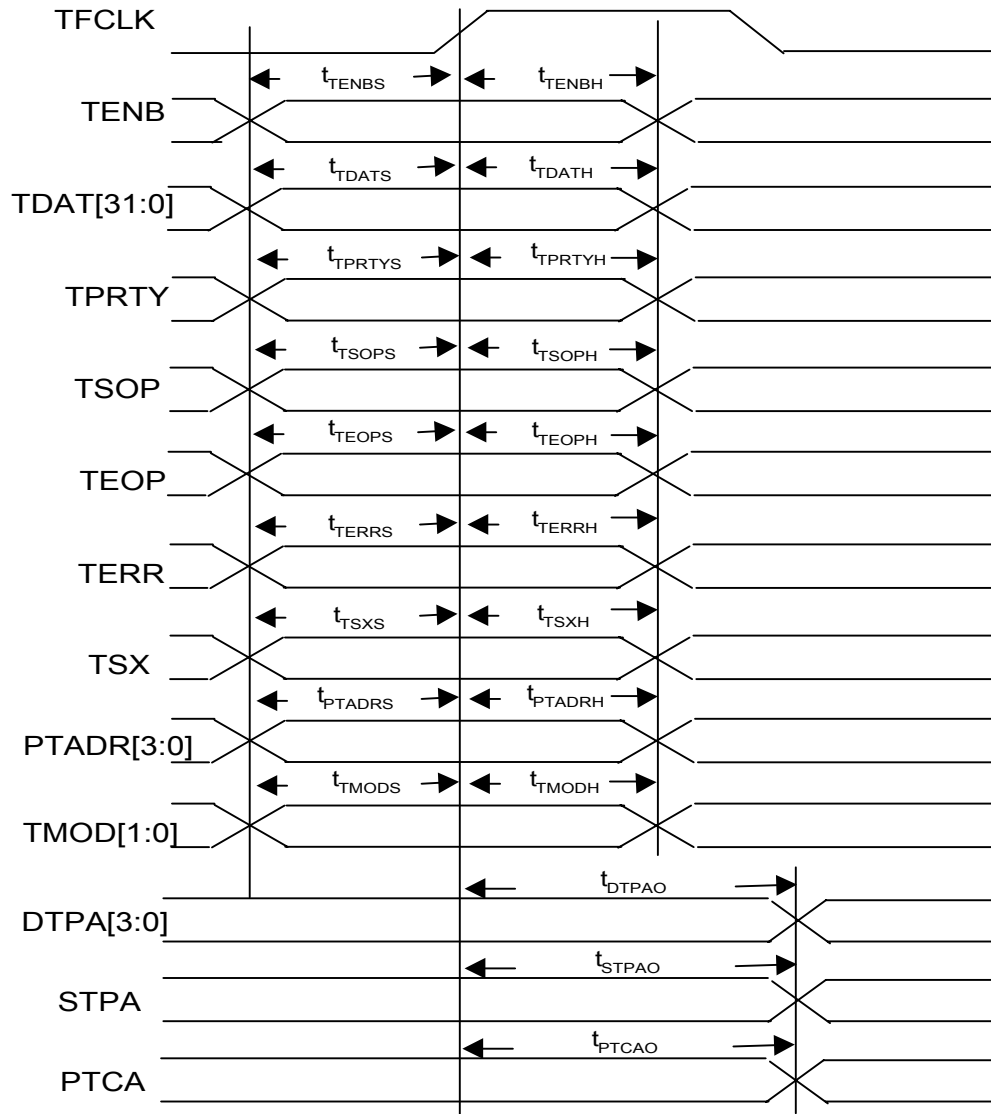 TFCLK
tTENBS tTENBH
TENB
tTDATS tTDATH
TDAT[31:0]
tTPRTYS tTPRTYH
TPRTY
tTSOPS tTSOPH
TSOP
tTEOPS tTEOPH
TEOP
tTERRS tTERRH
TERR
tTSXS tTSXH
TSX
tPTADRS tPTADRH
PTADR[3:0]
tTMODS tTMODH
TMOD[1:0]
tDTPAO
DTPA[3:0]
tSTPAO
STPA
tPTCAO
PTCA